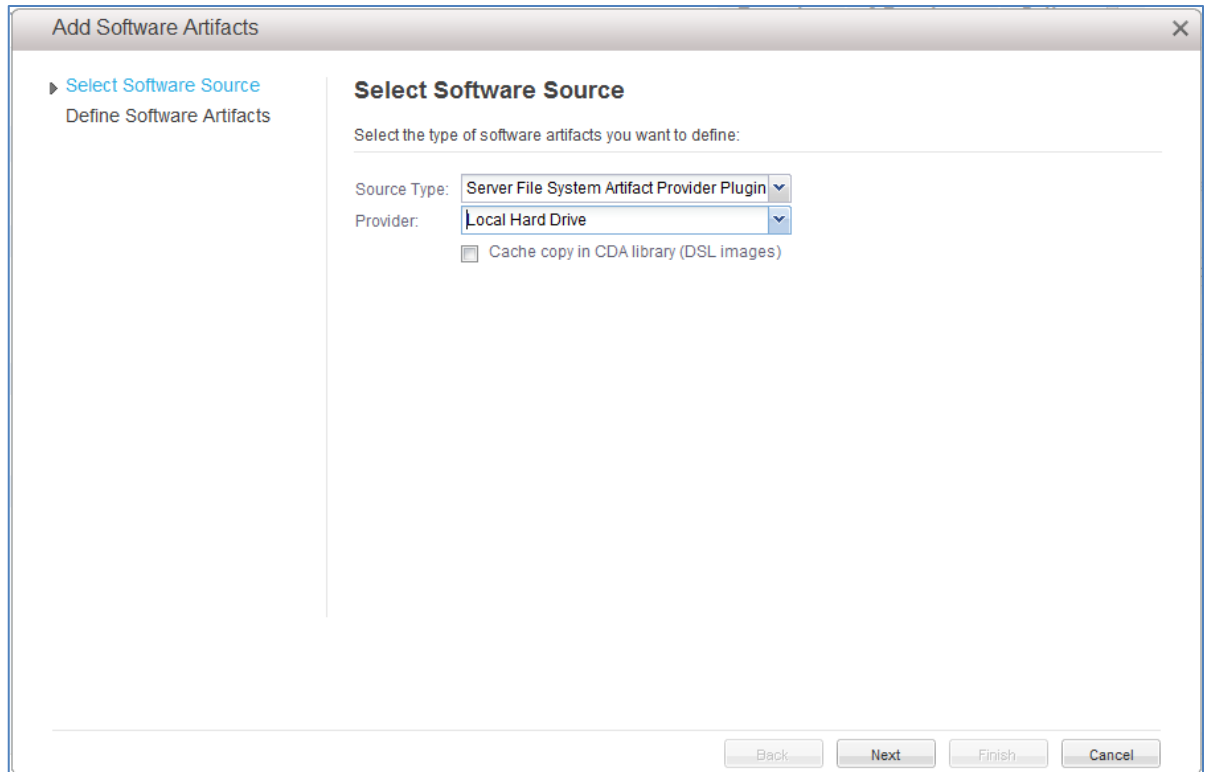 Add Software Artifacts
Select Software Source
Define Software Artifacts
Select Software Source
Select the type of software artifacts you want to define:
Source Type: Server File System Artifact Provider Plugin
Provider: Local Hard Drive
Cache copy in CDA library (DSL images)
Back Next Finish Cancel